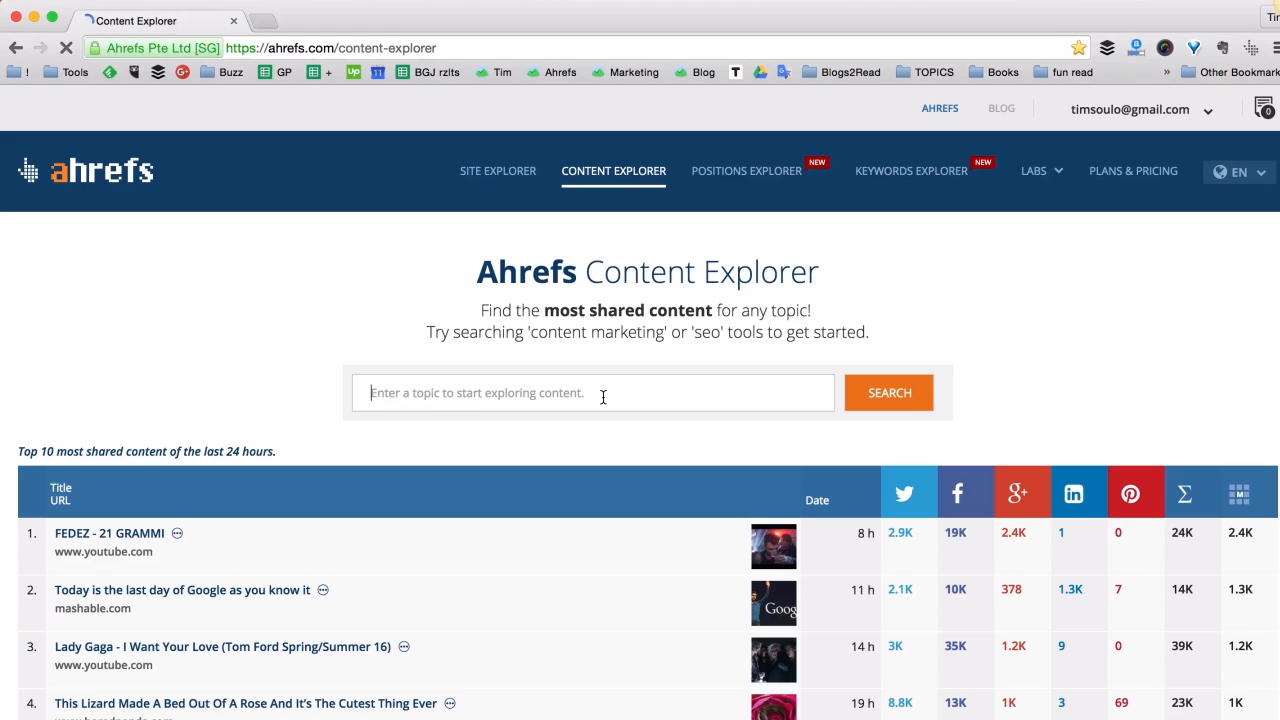 Content Explorer
Ti
Ahrefs Pte Ltd [SG] https://ahrefs.com/content-explorer
! Tools Buzz GP + Up 11 BGJ rzlts Tim Ahrefs Marketing Blog T Blogs2Read TOPICS Books fun read » Other Bookmark
AHREFS BLOG timsoulo@gmail.com 0
ahrefs SITE EXPLORER CONTENT EXPLORER POSITIONS EXPLORER NEW KEYWORDS EXPLORER NEW LABS PLANS & PRICING EN
Ahrefs Content Explorer
Find the most shared content for any topic!
Try searching 'content marketing' or 'seo' tools to get started.
Enter a topic to start exploring content. SEARCH
Top 10 most shared content of the last 24 hours.
Title
URL Date g+ in Σ M
1. FEDEZ - 21 GRAMMI 8 h 2.9K 19K 2.4K 1 0 24K 2.4K
www.youtube.com
2. Today is the last day of Google as you know it 11 h 2.1K 10K 378 1.3K 7 14K 1.3K
mashable.com Goog
3. Lady Gaga - I Want Your Love (Tom Ford Spring/Summer 16) 14 h 3K 35K 1.2K 9 0 39K 1.2K
www.youtube.com
4. This Lizard Made A Bed Out Of A Rose And It's The Cutest Thing Ever 19 h 8.8K 13K 1K 3 69 23K 1K